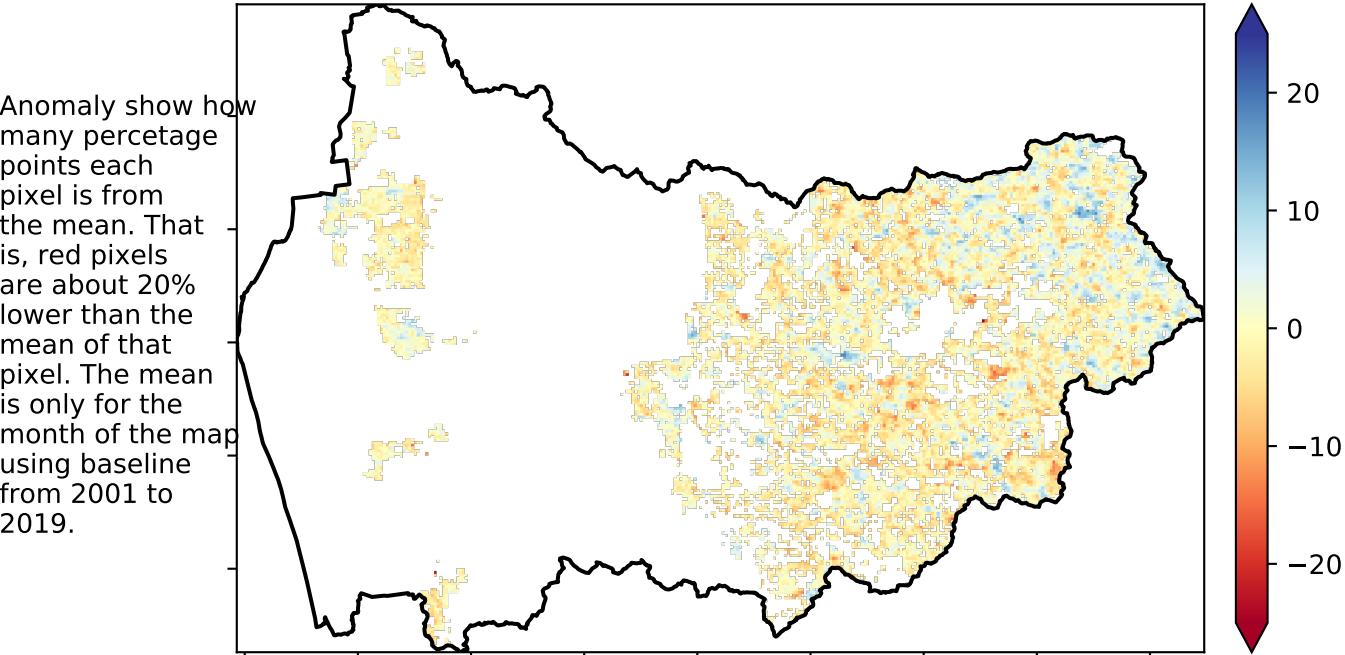 Anomaly show how
many percetage
points each
pixel is from
the mean. That
is, red pixels
are about 20%
lower than the
mean of that
pixel. The mean
is only for the
month of the map
using baseline
from 2001 to
2019.
20
10
0
−10
−20